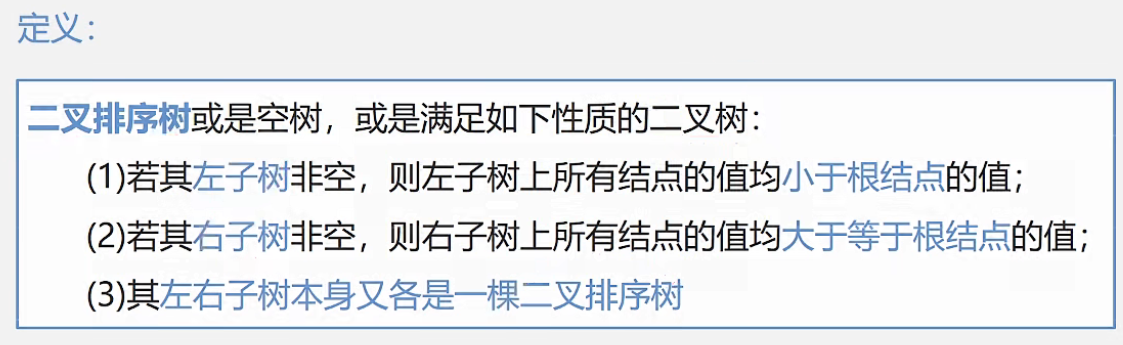 定义：
二叉排序树或是空树，或是满足如下性质的二叉树：
(1)若其左子树非空，则左子树上所有结点的值均小于根结点的值；
(2)若其右子树非空，则右子树上所有结点的值均大于等于根结点的值；
(3)其左右子树本身又各是一棵二叉排序树